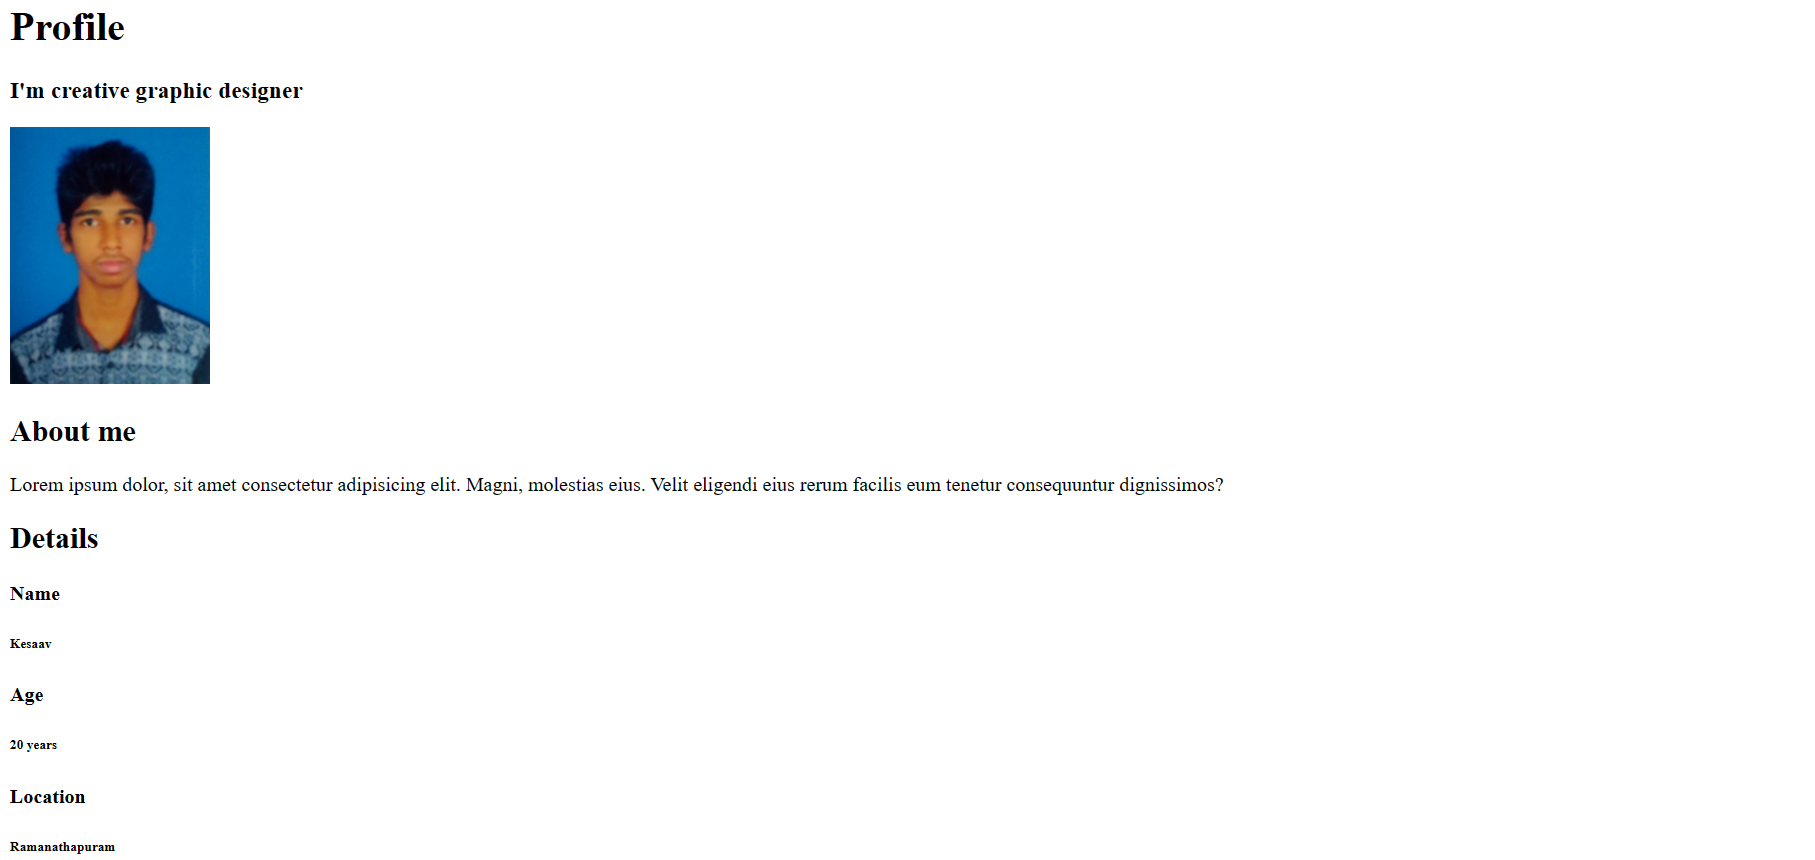 Profile
I'm creative graphic designer
About me
Lorem ipsum dolor, sit amet consectetur adipisicing elit. Magni, molestias eius. Velit eligendi eius rerum facilis eum tenetur consequuntur dignissimos?
Details
Name
Kesaav
Age
20 years
Location
Ramanathapuram